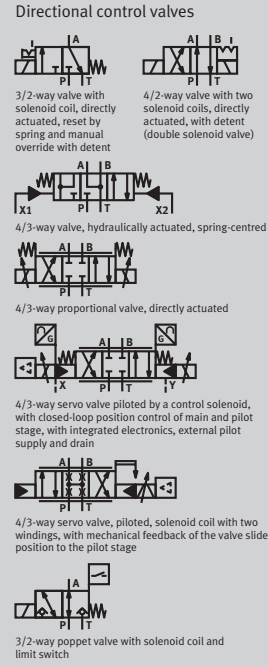 Directional control valves
A
P T
3/2-way valve with
solenoid coil, directly
actuated, reset by
spring and manual
override with detent
A B
P T
4/2-way valve with two
solenoid coils, directly
actuated, with detent
(double solenoid valve)
A B
X1 P T X2
4/3-way valve, hydraulically actuated, spring-centred
A B
P T
4/3-way proportional valve, directly actuated
G G
A B
X P T Y
4/3-way servo valve piloted by a control solenoid,
with closed-loop position control of main and pilot
stage, with integrated electronics, external pilot
supply and drain
A B
P T
4/3-way servo valve, piloted, solenoid coil with two
windings, with mechanical feedback of the valve slide
position to the pilot stage
A
P T
3/2-way poppet valve with solenoid coil and
limit switch